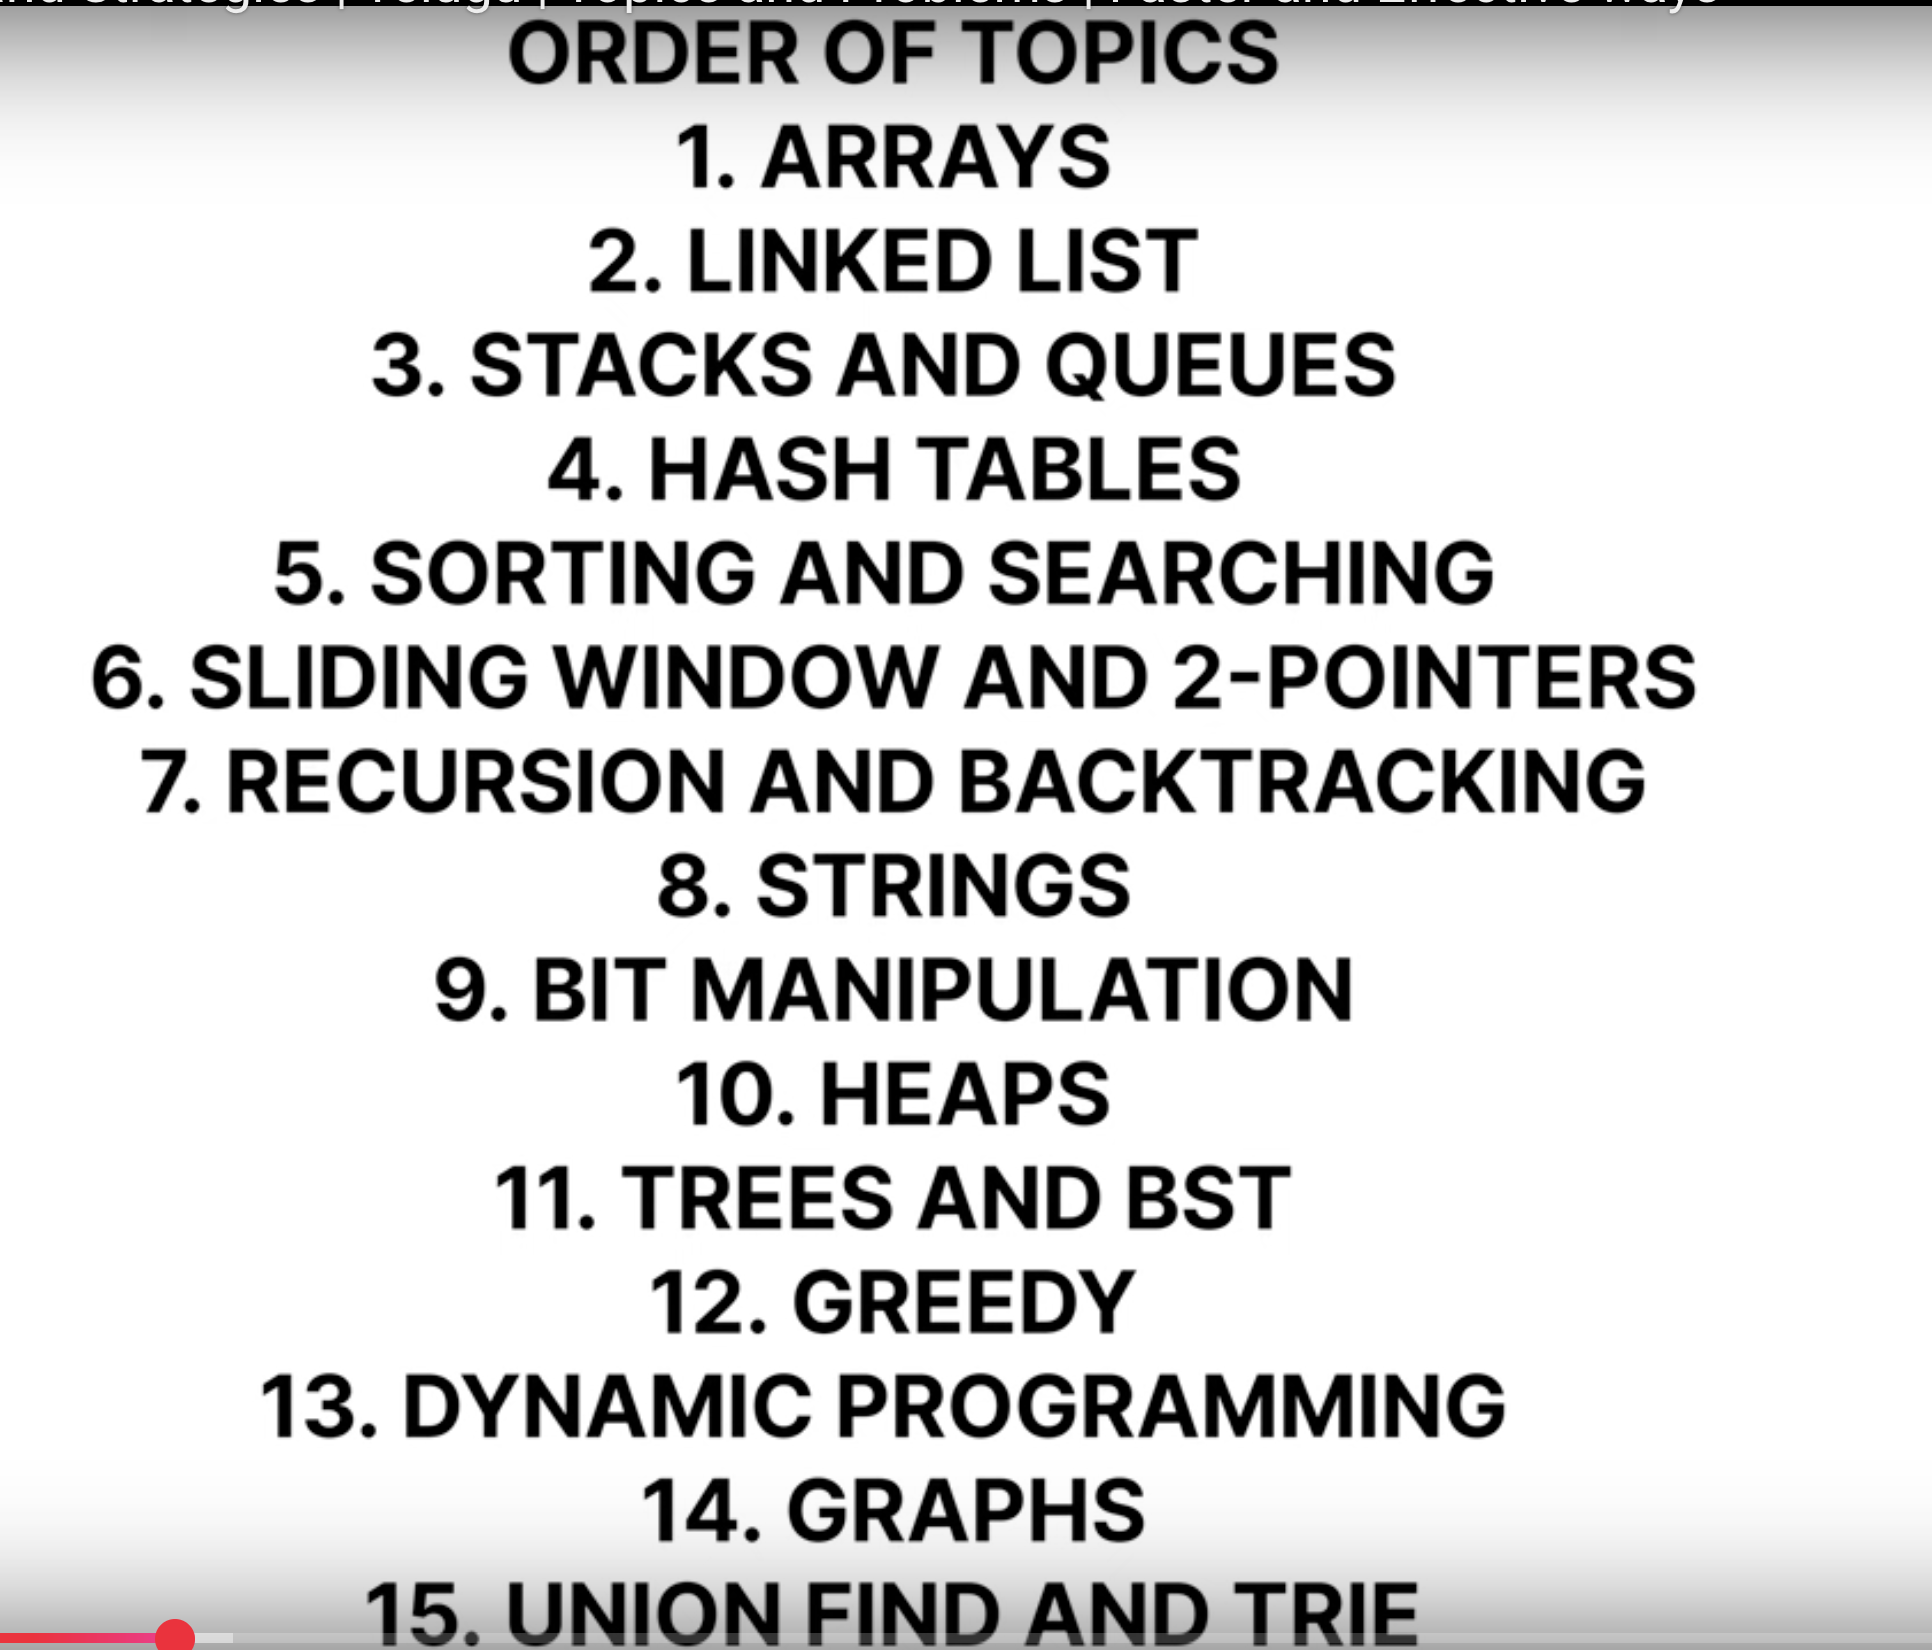 ORDER OF TOPICS
1. ARRAYS
2. LINKED LIST
3. STACKS AND QUEUES
4. HASH TABLES
5. SORTING AND SEARCHING
6. SLIDING WINDOW AND 2-POINTERS
7. RECURSION AND BACKTRACKING
8. STRINGS
9. BIT MANIPULATION
10. HEAPS
11. TREES AND BST
12. GREEDY
13. DYNAMIC PROGRAMMING
14. GRAPHS
15. UNION FIND AND TRIE